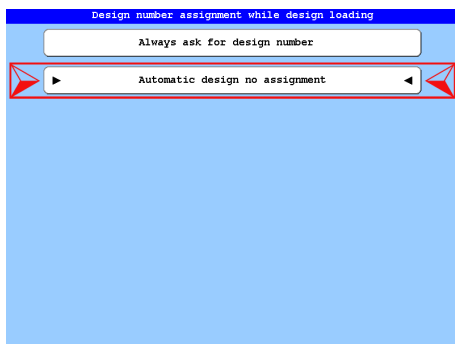 Design number assignment while design loading
Always ask for design number
Automatic design no assignment